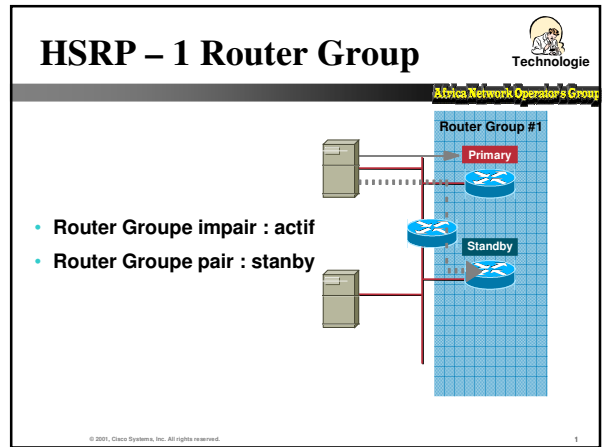 HSRP – 1 Router Group
Technologie
Africa Network Operator's Group
Router Group #1
Primary
• Router Groupe impair : actif
Standby
• Router Groupe pair : stanby
© 2001, Cisco Systems, Inc. All rights reserved.
1